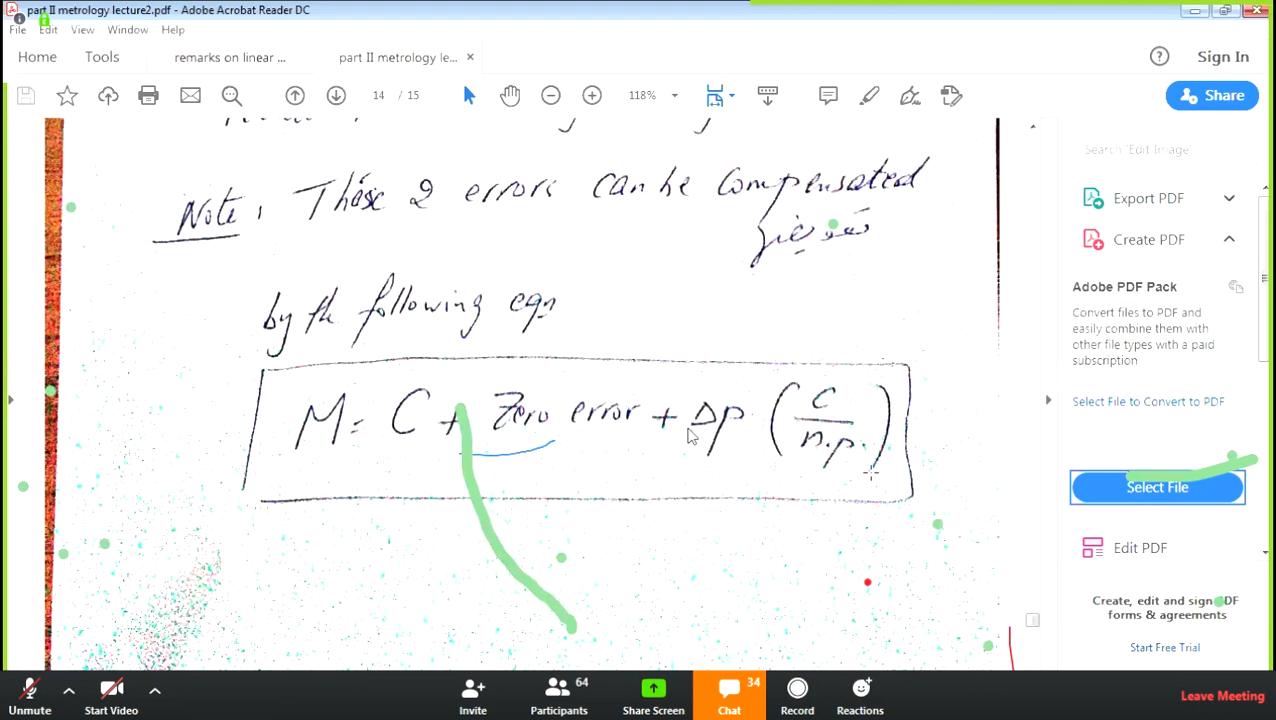 part II metrology lecture2.pdf - Adobe Acrobat Reader DC
File Edit View Window Help
Home Tools remarks on linear ... part II metrology le... × Sign In
14 / 15 118% Share
Note: These 2 errors can be compensated
تعويض
by the following eqn
M = C + Zero error + Δp (C/n.p.)
Search 'Edit Image'
Export PDF
Create PDF
Adobe PDF Pack
Convert files to PDF and
easily combine them with
other file types with a paid
subscription
Select File to Convert to PDF
Select File
Edit PDF
Create, edit and sign PDF
forms & agreements
Start Free Trial
Unmute Start Video Invite Participants 64 Share Screen Chat 34 Record Reactions Leave Meeting